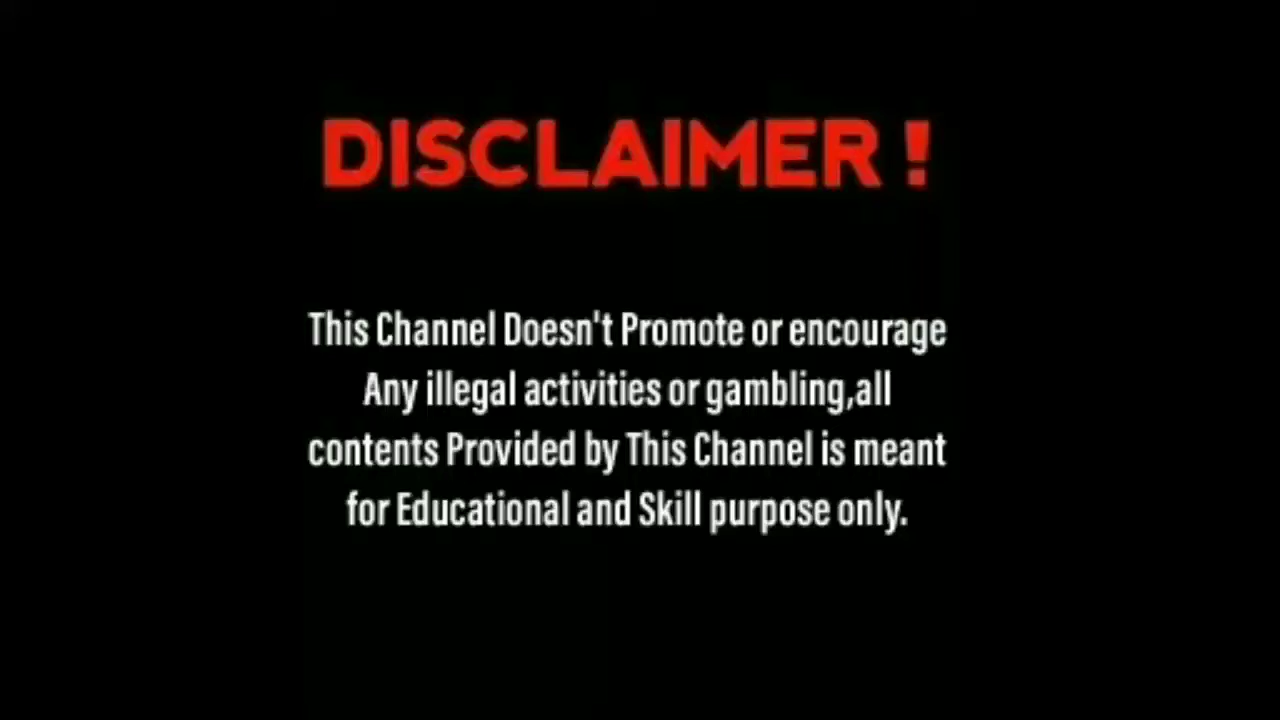 DISCLAIMER !
This Channel Doesn't Promote or encourage
Any illegal activities or gambling,all
contents Provided by This Channel is meant
for Educational and Skill purpose only.